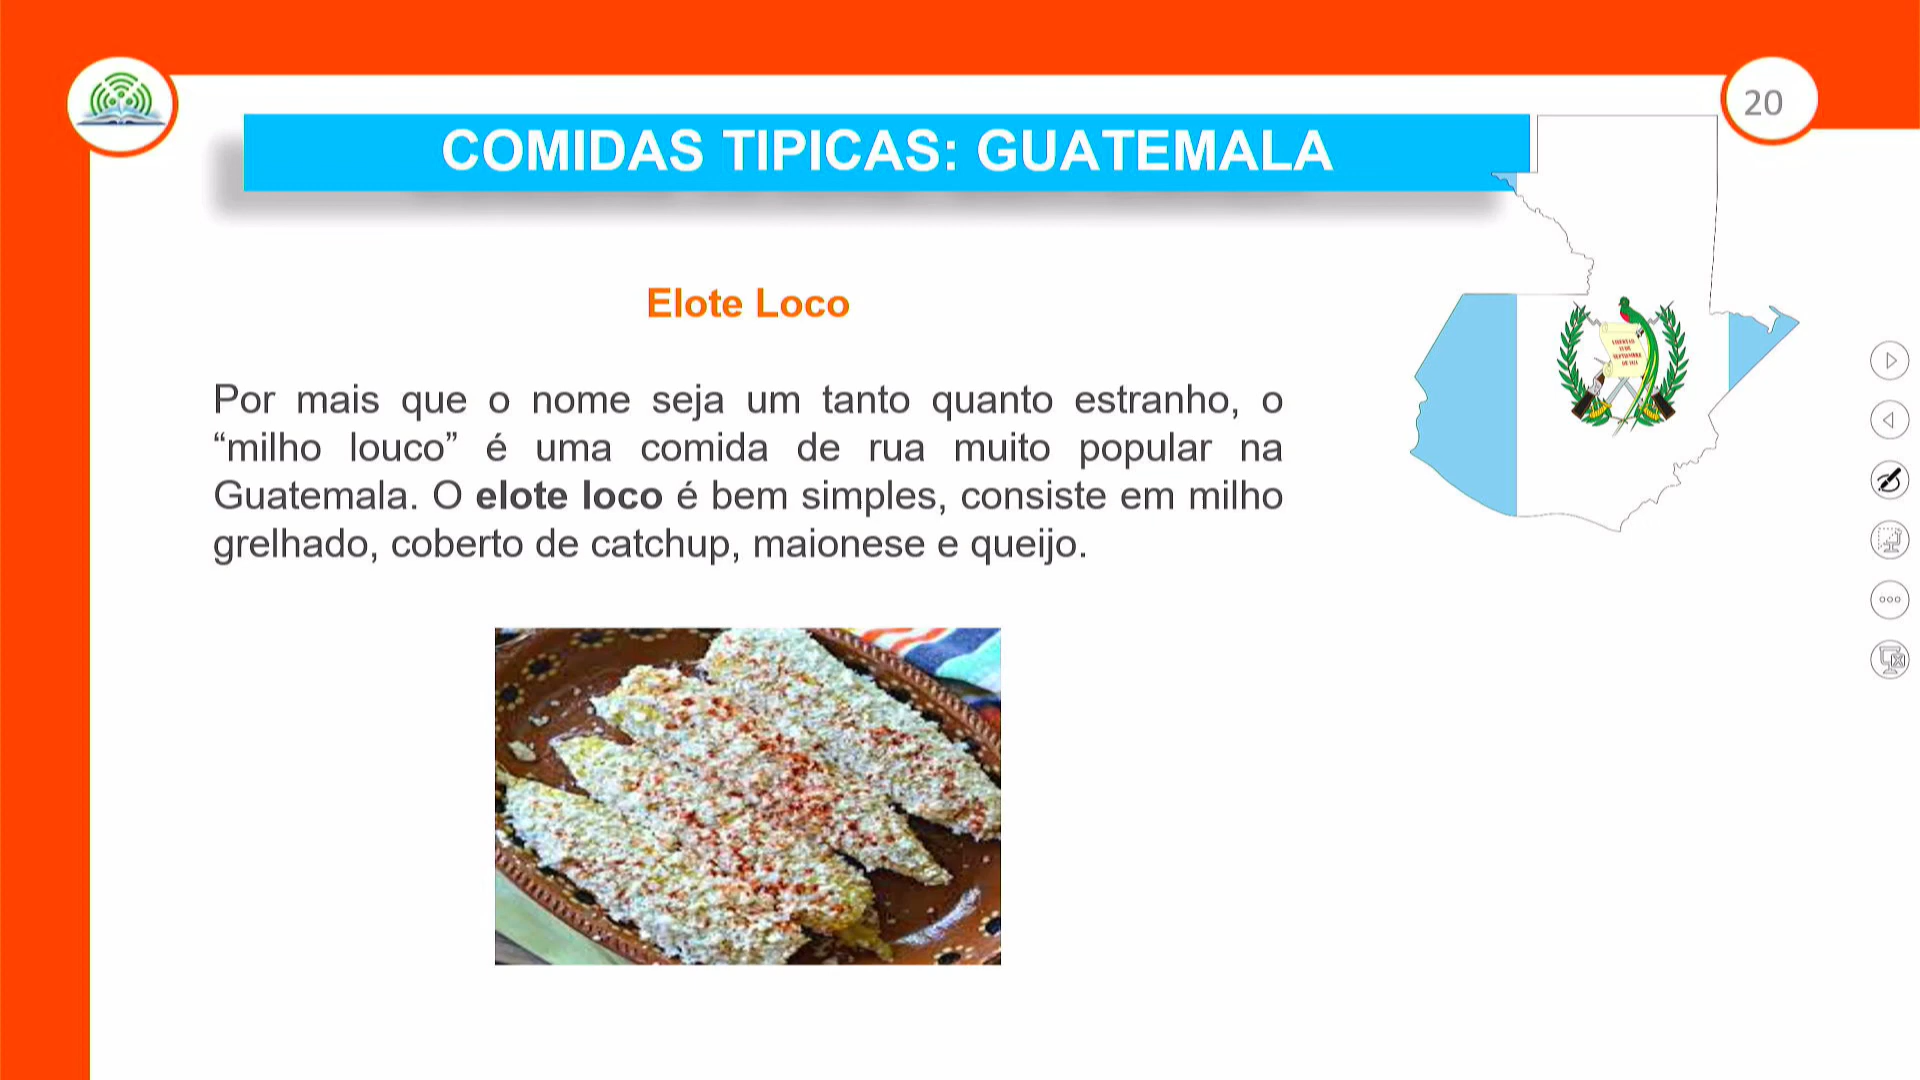 20
COMIDAS TIPICAS: GUATEMALA
Elote Loco
Por mais que o nome seja um tanto quanto estranho, o
“milho louco” é uma comida de rua muito popular na
Guatemala. O elote loco é bem simples, consiste em milho
grelhado, coberto de catchup, maionese e queijo.